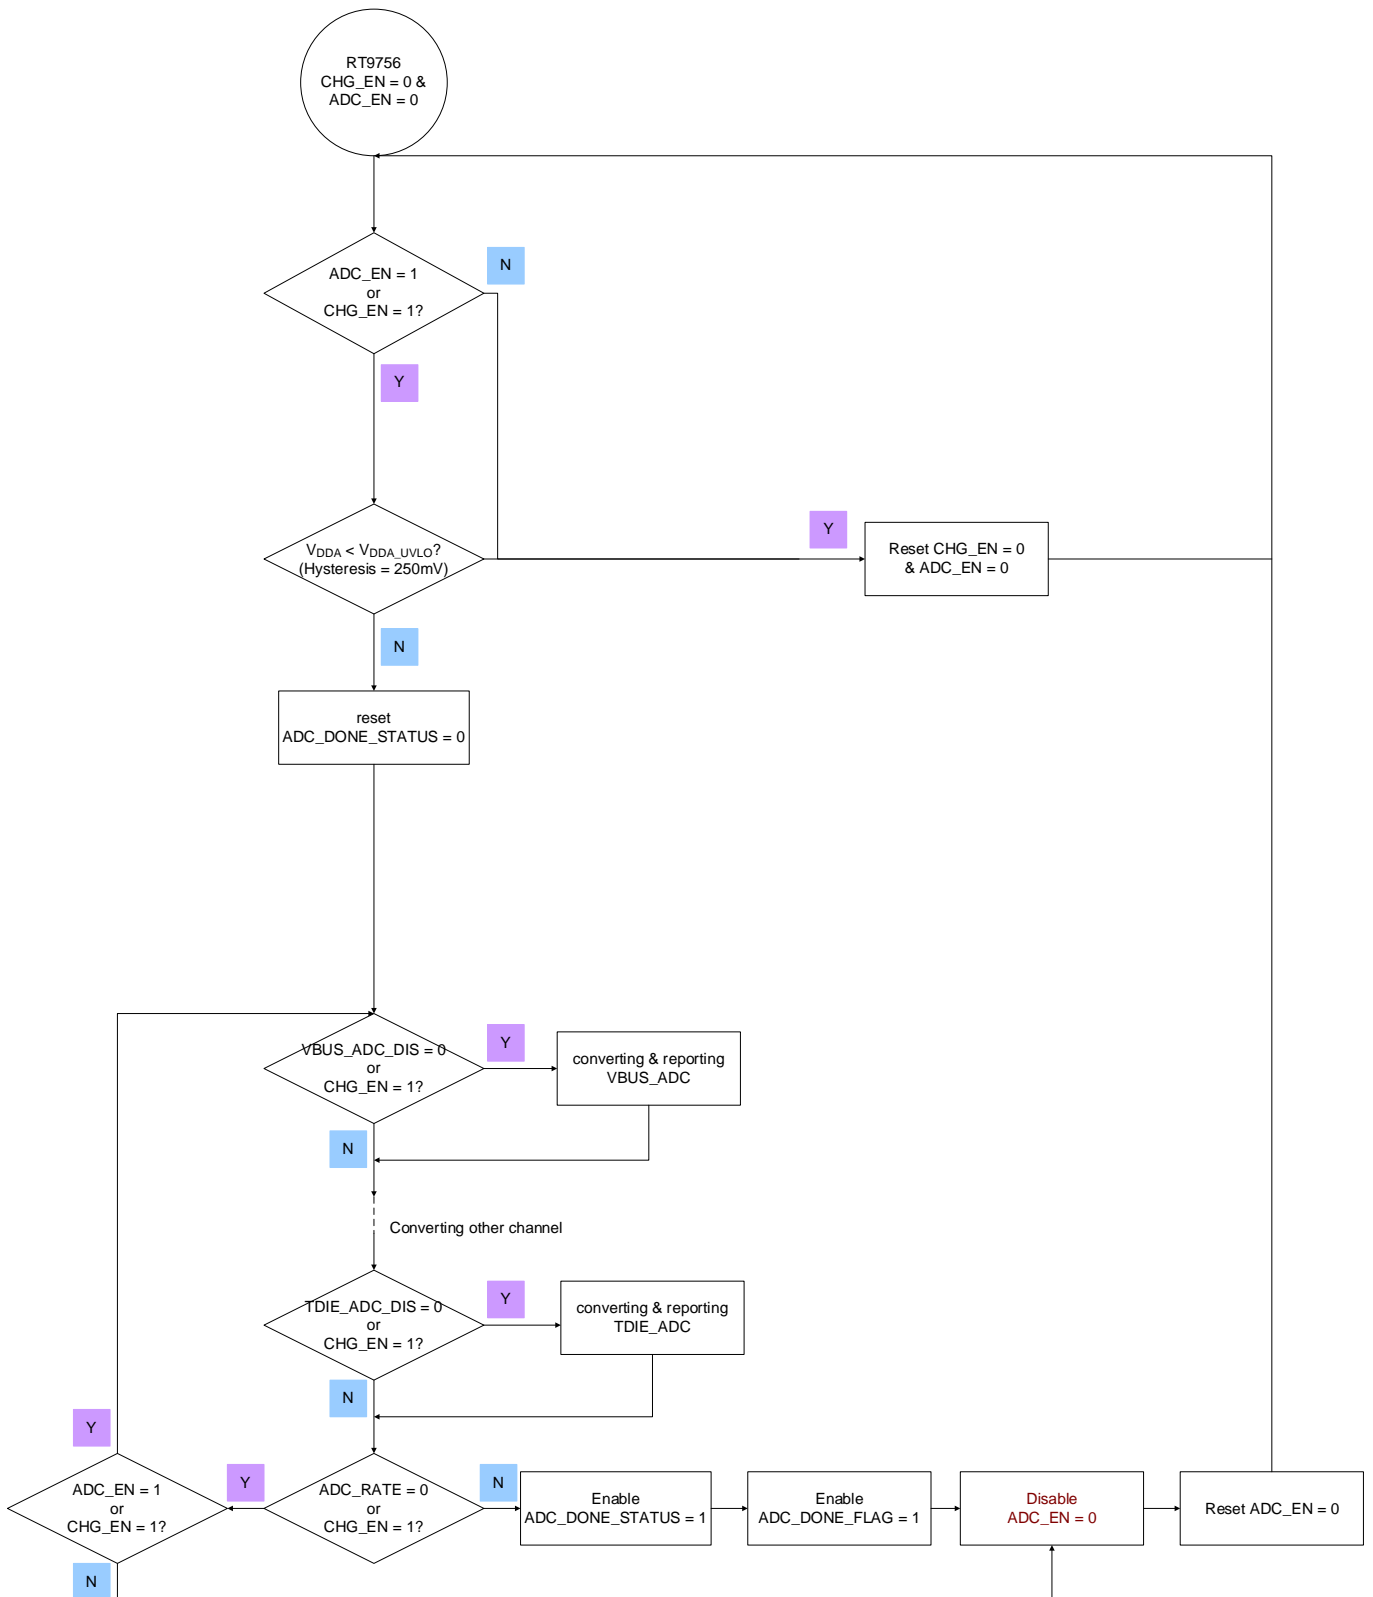 RT9756
CHG_EN = 0 &
ADC_EN = 0
ADC_EN = 1
or
CHG_EN = 1?
N
Y
VDDA < VDDA_UVLO?
(Hysteresis = 250mV)
Y
Reset CHG_EN = 0
& ADC_EN = 0
N
reset
ADC_DONE_STATUS = 0
VBUS_ADC_DIS = 0
or
CHG_EN = 1?
Y
converting & reporting
VBUS_ADC
N
Converting other channel
TDIE_ADC_DIS = 0
or
CHG_EN = 1?
Y
converting & reporting
TDIE_ADC
N
Y
ADC_EN = 1
or
CHG_EN = 1?
Y
ADC_RATE = 0
or
CHG_EN = 1?
N
Enable
ADC_DONE_STATUS = 1
Enable
ADC_DONE_FLAG = 1
Disable
ADC_EN = 0
Reset ADC_EN = 0
N